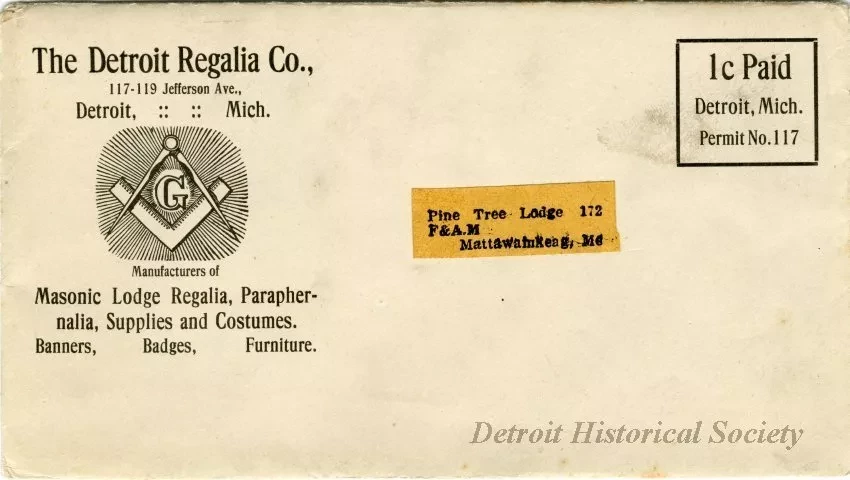 The Detroit Regalia Co.,
117-119 Jefferson Ave.,
Detroit, :: :: Mich.
G
Manufacturers of
Masonic Lodge Regalia, Parapher-
nalia, Supplies and Costumes.
Banners, Badges, Furniture.
1c Paid
Detroit, Mich.
Permit No. 117
Pine Tree Lodge 172
F&A.M
Mattawamkeag, Me
Detroit Historical Society